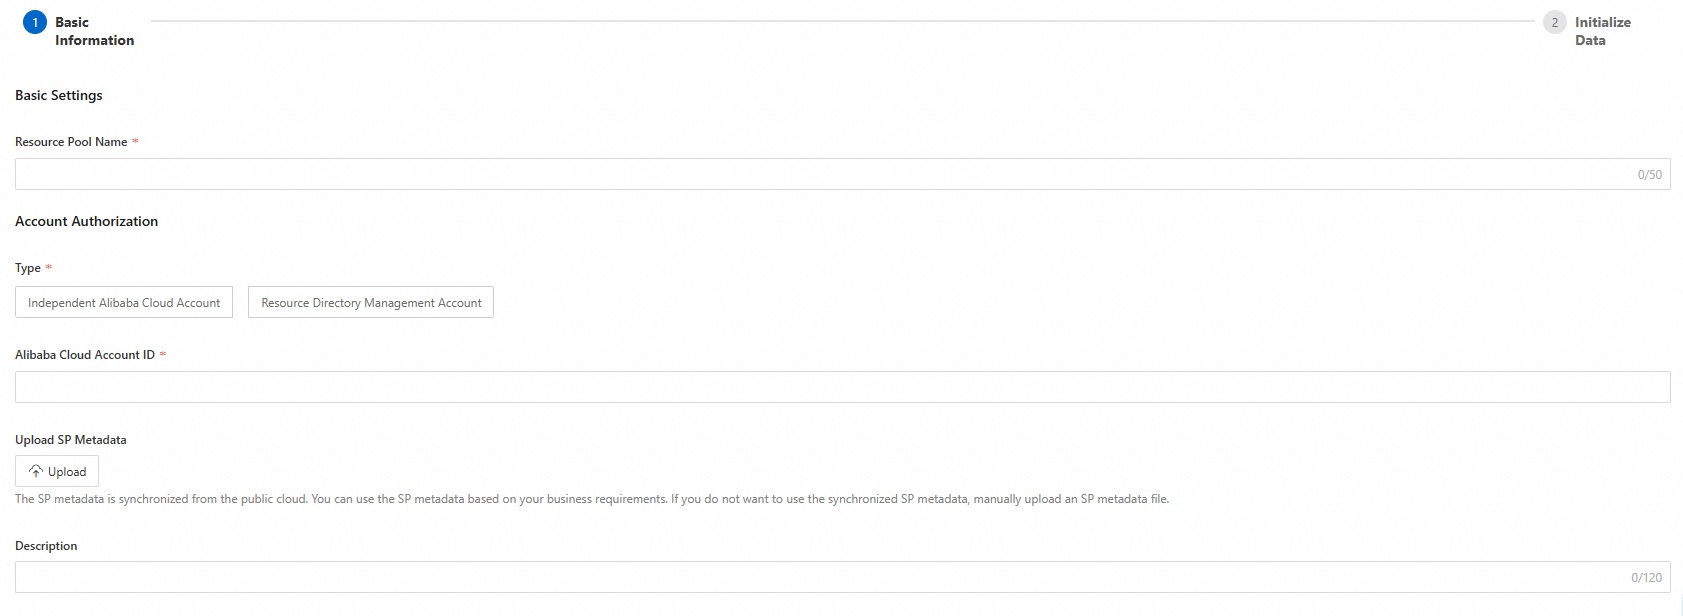 1 Basic Information
2 Initialize Data
Basic Settings
Resource Pool Name *
0/50
Account Authorization
Type *
Independent Alibaba Cloud Account Resource Directory Management Account
Alibaba Cloud Account ID *
Upload SP Metadata
Upload
The SP metadata is synchronized from the public cloud. You can use the SP metadata based on your business requirements. If you do not want to use the synchronized SP metadata, manually upload an SP metadata file.
Description
0/120